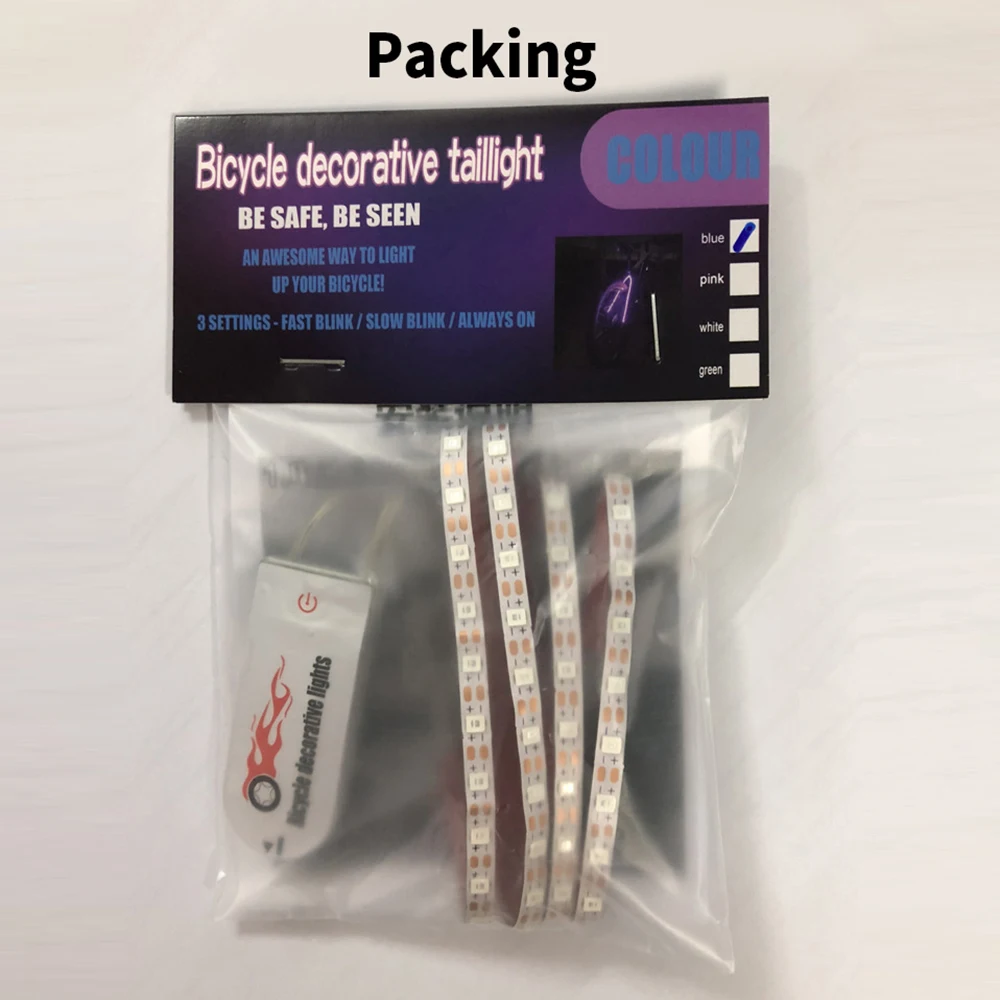 Packing
Bicycle decorative taillight
COLOUR
BE SAFE, BE SEEN
AN AWESOME WAY TO LIGHT
UP YOUR BICYCLE!
3 SETTINGS - FAST BLINK / SLOW BLINK / ALWAYS ON
blue
pink
white
green
Bicycle decorative lights